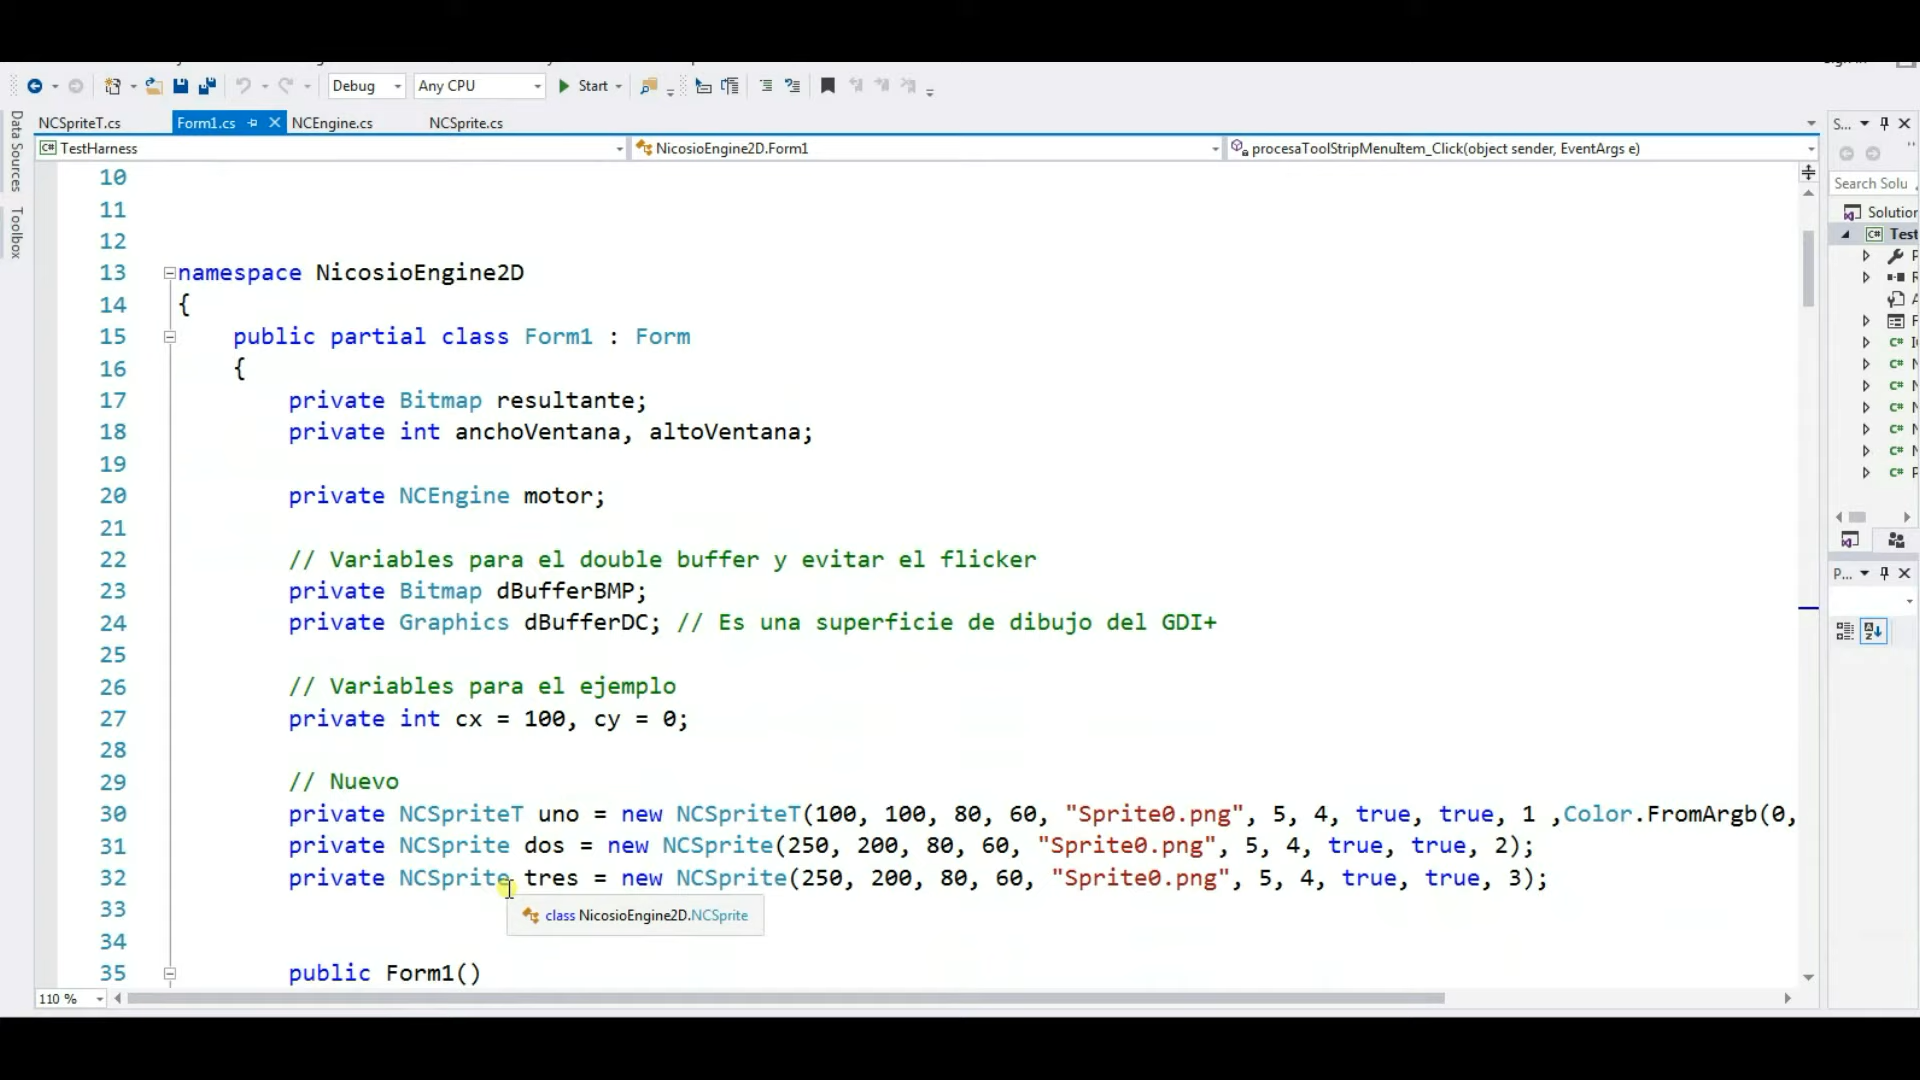 Debug Any CPU Start
NCSpriteT.cs Form1.cs NCEngine.cs NCSprite.cs S...
TestHarness NicosioEngine2D.Form1 procesaToolStripMenuItem_Click(object sender, EventArgs e)
Data Sources
Toolbox
Search Solu
Solution
Test
P...
10
11
12
13 namespace NicosioEngine2D
14 {
15 public partial class Form1 : Form
16 {
17 private Bitmap resultante;
18 private int anchoVentana, altoVentana;
19
20 private NCEngine motor;
21
22 // Variables para el double buffer y evitar el flicker
23 private Bitmap dBufferBMP;
24 private Graphics dBufferDC; // Es una superficie de dibujo del GDI+
25
26 // Variables para el ejemplo
27 private int cx = 100, cy = 0;
28
29 // Nuevo
30 private NCSpriteT uno = new NCSpriteT(100, 100, 80, 60, "Sprite0.png", 5, 4, true, true, 1 ,Color.FromArgb(0,
31 private NCSprite dos = new NCSprite(250, 200, 80, 60, "Sprite0.png", 5, 4, true, true, 2);
32 private NCSprite tres = new NCSprite(250, 200, 80, 60, "Sprite0.png", 5, 4, true, true, 3);
33
class NicosioEngine2D.NCSprite
34
35 public Form1()
110 %